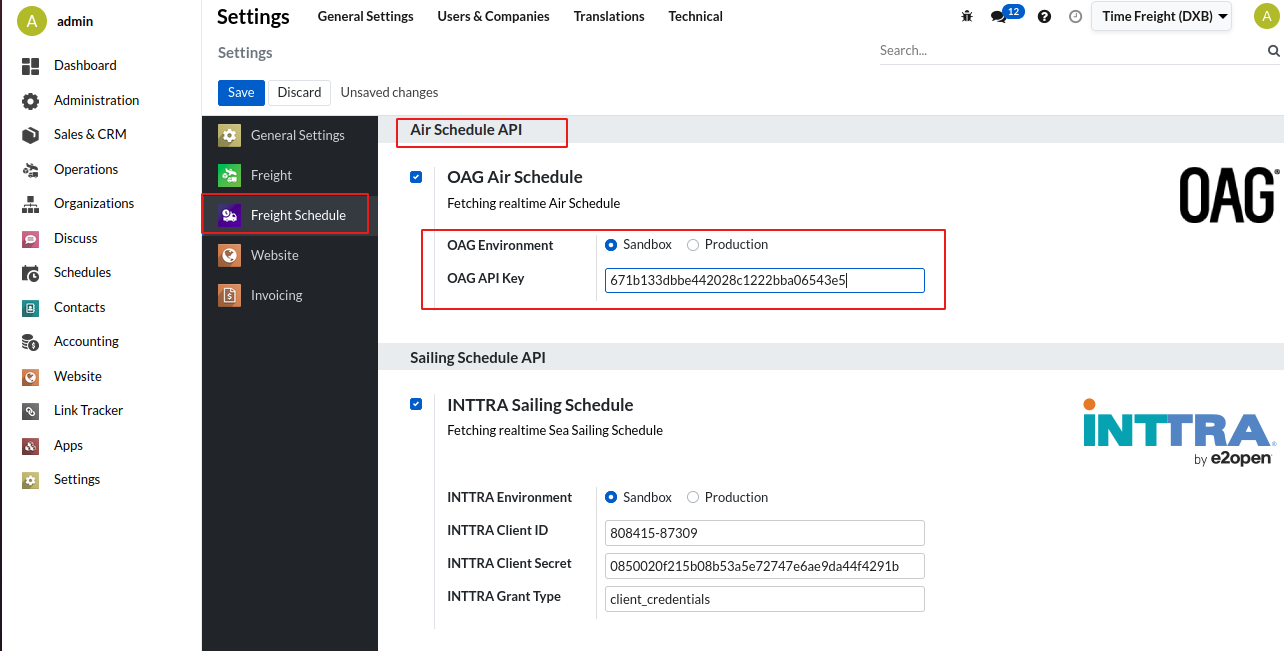 A admin
Settings General Settings Users & Companies Translations Technical 12 ? Time Freight (DXB) A
Settings Search...
Save Discard Unsaved changes
Dashboard
Administration
Sales & CRM
Operations
Organizations
Discuss
Schedules
Contacts
Accounting
Website
Link Tracker
Apps
Settings
General Settings
Freight
Freight Schedule
Website
Invoicing
Air Schedule API
OAG Air Schedule
Fetching realtime Air Schedule
OAG®
OAG Environment Sandbox Production
OAG API Key 671b133dbbe442028c1222bba06543e5
Sailing Schedule API
INTTRA Sailing Schedule
Fetching realtime Sea Sailing Schedule
INTTRA®
by e2open
INTTRA Environment Sandbox Production
INTTRA Client ID 808415-87309
INTTRA Client Secret 0850020f215b08b53a5e72747e6ae9da44f4291b
INTTRA Grant Type client_credentials